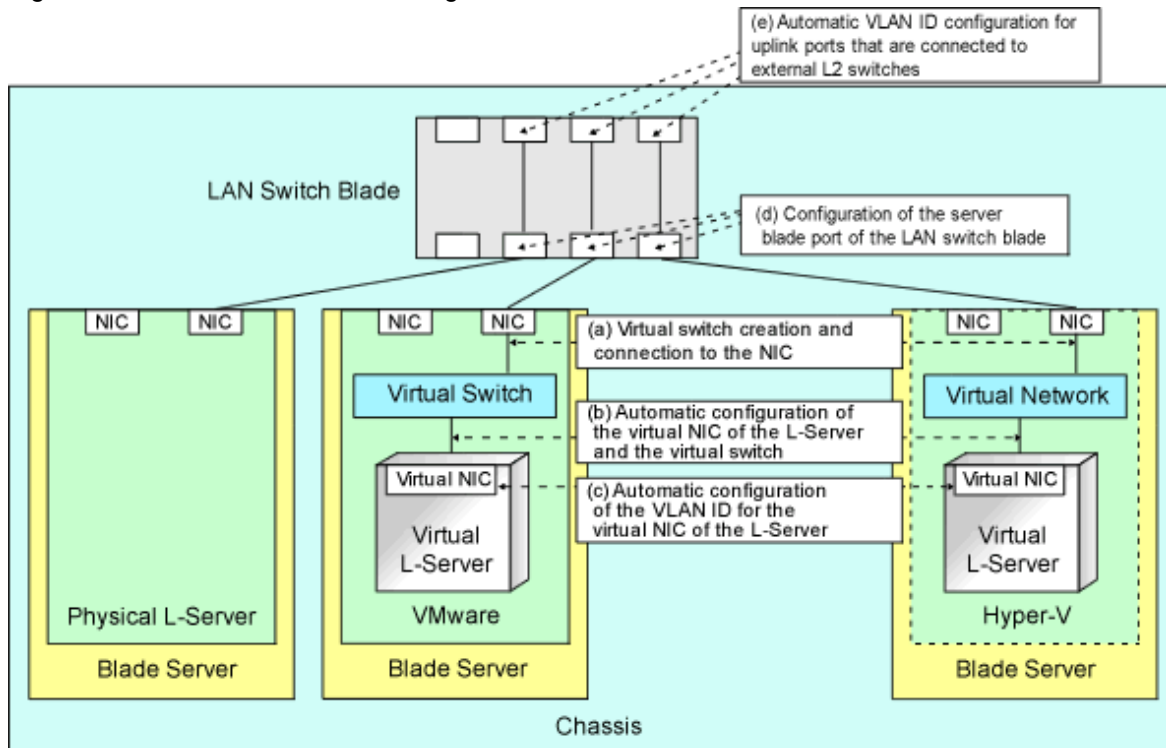 (e) Automatic VLAN ID configuration for
uplink ports that are connected to
external L2 switches
LAN Switch Blade
(d) Configuration of the server
blade port of the LAN switch blade
NIC NIC
NIC NIC
NIC NIC
(a) Virtual switch creation and
connection to the NIC
Virtual Switch
Virtual Network
(b) Automatic configuration of
the virtual NIC of the L-Server
and the virtual switch
Virtual NIC
Virtual NIC
(c) Automatic configuration
of the VLAN ID for the
virtual NIC of the L-Server
Virtual
L-Server
Virtual
L-Server
Physical L-Server
VMware
Hyper-V
Blade Server
Blade Server
Blade Server
Chassis